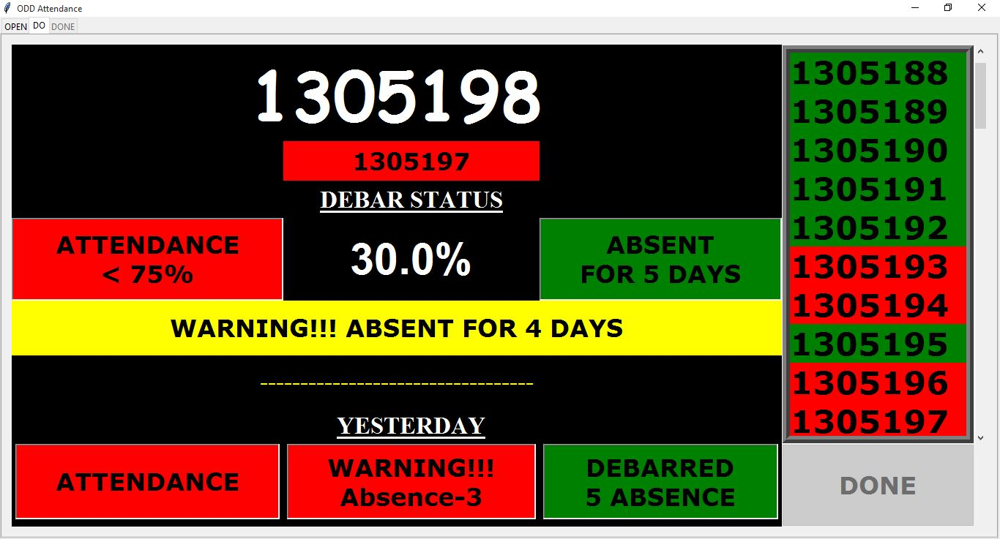 ODD Attendance
OPEN DO DONE
1305198
1305197
DEBAR STATUS
ATTENDANCE
< 75%
30.0%
ABSENT
FOR 5 DAYS
WARNING!!! ABSENT FOR 4 DAYS
----------------------------------
YESTERDAY
ATTENDANCE
WARNING!!!
Absence-3
DEBARRED
5 ABSENCE
1305188
1305189
1305190
1305191
1305192
1305193
1305194
1305195
1305196
1305197
DONE